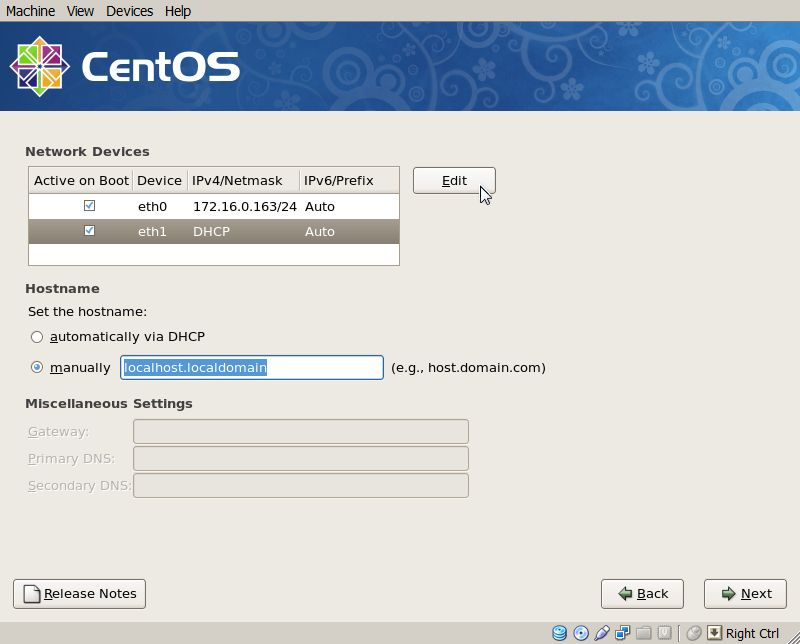 Machine View Devices Help
CentOS
Network Devices
Active on Boot Device IPv4/Netmask IPv6/Prefix
eth0 172.16.0.163/24 Auto
eth1 DHCP Auto
Edit
Hostname
Set the hostname:
automatically via DHCP
manually localhost.localdomain (e.g., host.domain.com)
Miscellaneous Settings
Gateway:
Primary DNS:
Secondary DNS:
Release Notes Back Next
Right Ctrl